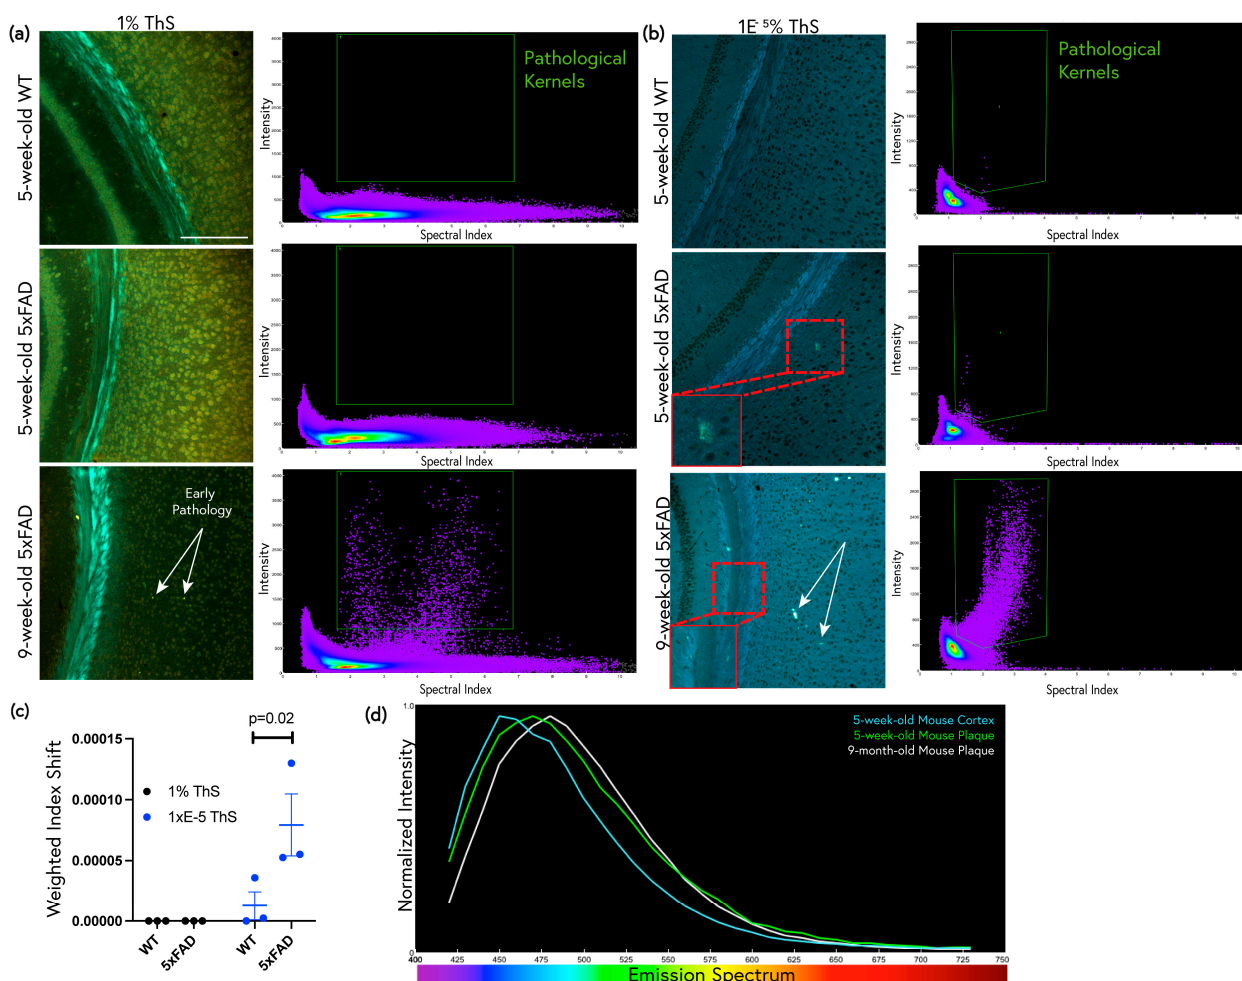 (a)
1% ThS
(b)
1E⁻⁵% ThS
5-week-old WT
Intensity
Pathological
Kernels
Spectral Index
5-week-old WT
Intensity
Pathological
Kernels
Spectral Index
5-week-old 5xFAD
Intensity
Spectral Index
5-week-old 5xFAD
Intensity
Spectral Index
9-week-old 5xFAD
Early
Pathology
Intensity
Spectral Index
9-week-old 5xFAD
Intensity
Spectral Index
(c)
p=0.02
Weighted Index Shift
0.00015
0.00010
0.00005
0.00000
1% ThS
1xE-5 ThS
WT
5xFAD
WT
5xFAD
(d)
Normalized Intensity
1.0
0
5-week-old Mouse Cortex
5-week-old Mouse Plaque
9-month-old Mouse Plaque
400 425 450 475 500 525 550 575 600 625 650 675 700 725 750
Emission Spectrum